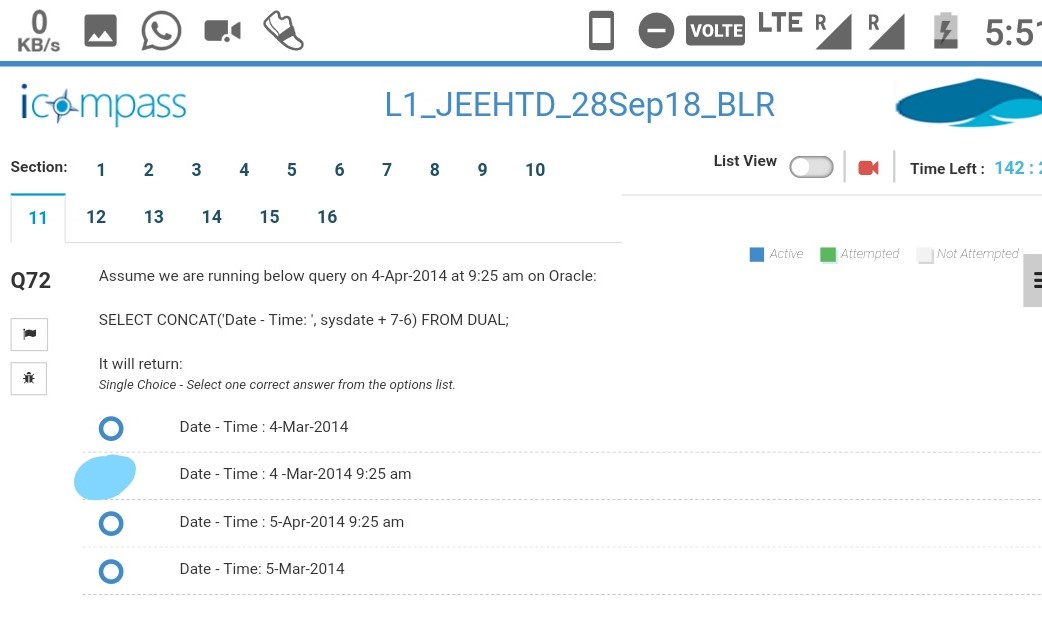 0
KB/s
VOLTE LTE R R 5:51
icompass
L1_JEEHTD_28Sep18_BLR
Section: 1 2 3 4 5 6 7 8 9 10
List View
Time Left : 142 :
11 12 13 14 15 16
Active Attempted Not Attempted
Q72
Assume we are running below query on 4-Apr-2014 at 9:25 am on Oracle:
SELECT CONCAT('Date - Time: ', sysdate + 7-6) FROM DUAL;
It will return:
Single Choice - Select one correct answer from the options list.
Date - Time : 4-Mar-2014
Date - Time : 4 -Mar-2014 9:25 am
Date - Time : 5-Apr-2014 9:25 am
Date - Time: 5-Mar-2014